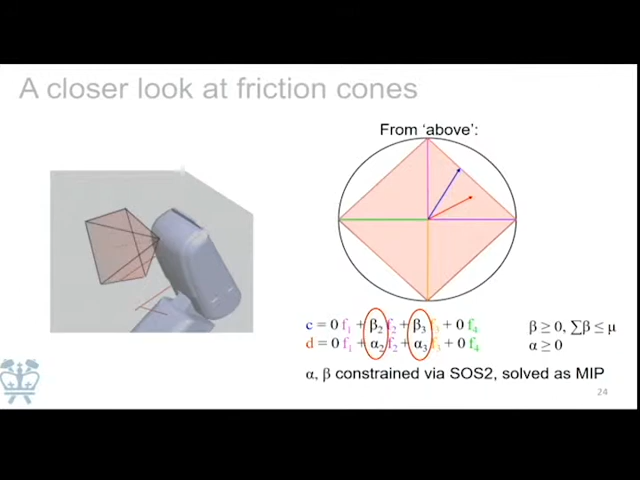 A closer look at friction cones
From ‘above’:
c = 0 f₁ + β₂ f₂ + β₃ f₃ + 0 f₄
d = 0 f₁ + α₂ f₂ + α₃ f₃ + 0 f₄
β ≥ 0, ∑β ≤ μ
α ≥ 0
α, β constrained via SOS2, solved as MIP
24